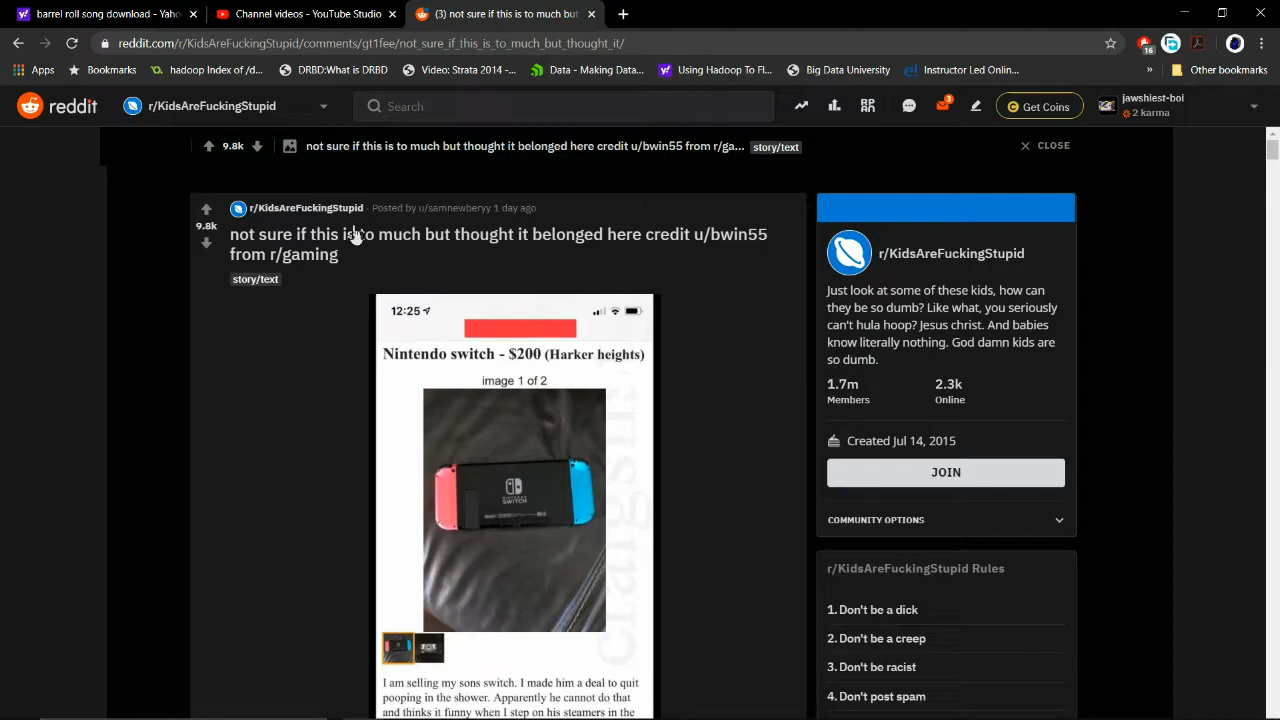 barrel roll song download - Yaho
Channel videos - YouTube Studio
(3) not sure if this is to much but
reddit.com/r/KidsAreFuckingStupid/comments/gt1fee/not_sure_if_this_is_to_much_but_thought_it/
16
Apps
Bookmarks
hadoop Index of /d...
DRBD:What is DRBD
Video: Strata 2014 -...
Data - Making Data...
Using Hadoop To Fl...
Big Data University
Instructor Led Onlin...
»
Other bookmarks
reddit
r/KidsAreFuckingStupid
Search
3
Get Coins
jawshiest-boi
2 karma
9.8k
not sure if this is to much but thought it belonged here credit u/bwin55 from r/ga...
story/text
CLOSE
9.8k
r/KidsAreFuckingStupid · Posted by u/samnewberyy 1 day ago
not sure if this is to much but thought it belonged here credit u/bwin55
from r/gaming
story/text
12:25
Nintendo switch - $200 (Harker heights)
image 1 of 2
NINTENDO
SWITCH
I am selling my sons switch. I made him a deal to quit
pooping in the shower. Apparently he cannot do that
and thinks it funny when I step on his steamers in the
r/KidsAreFuckingStupid
Just look at some of these kids, how can
they be so dumb? Like what, you seriously
can't hula hoop? Jesus christ. And babies
know literally nothing. God damn kids are
so dumb.
1.7m
Members
2.3k
Online
Created Jul 14, 2015
JOIN
COMMUNITY OPTIONS
r/KidsAreFuckingStupid Rules
1. Don't be a dick
2. Don't be a creep
3. Don't be racist
4. Don't post spam